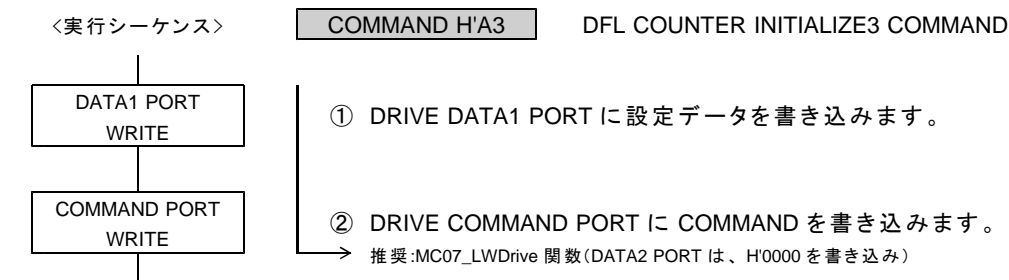 <実行シーケンス>
COMMAND H'A3
DFL COUNTER INITIALIZE3 COMMAND
DATA1 PORT
WRITE
① DRIVE DATA1 PORT に設定データを書き込みます。
COMMAND PORT
WRITE
② DRIVE COMMAND PORT に COMMAND を書き込みます。
推奨:MC07_LWDrive 関数(DATA2 PORT は、H'0000 を書き込み)